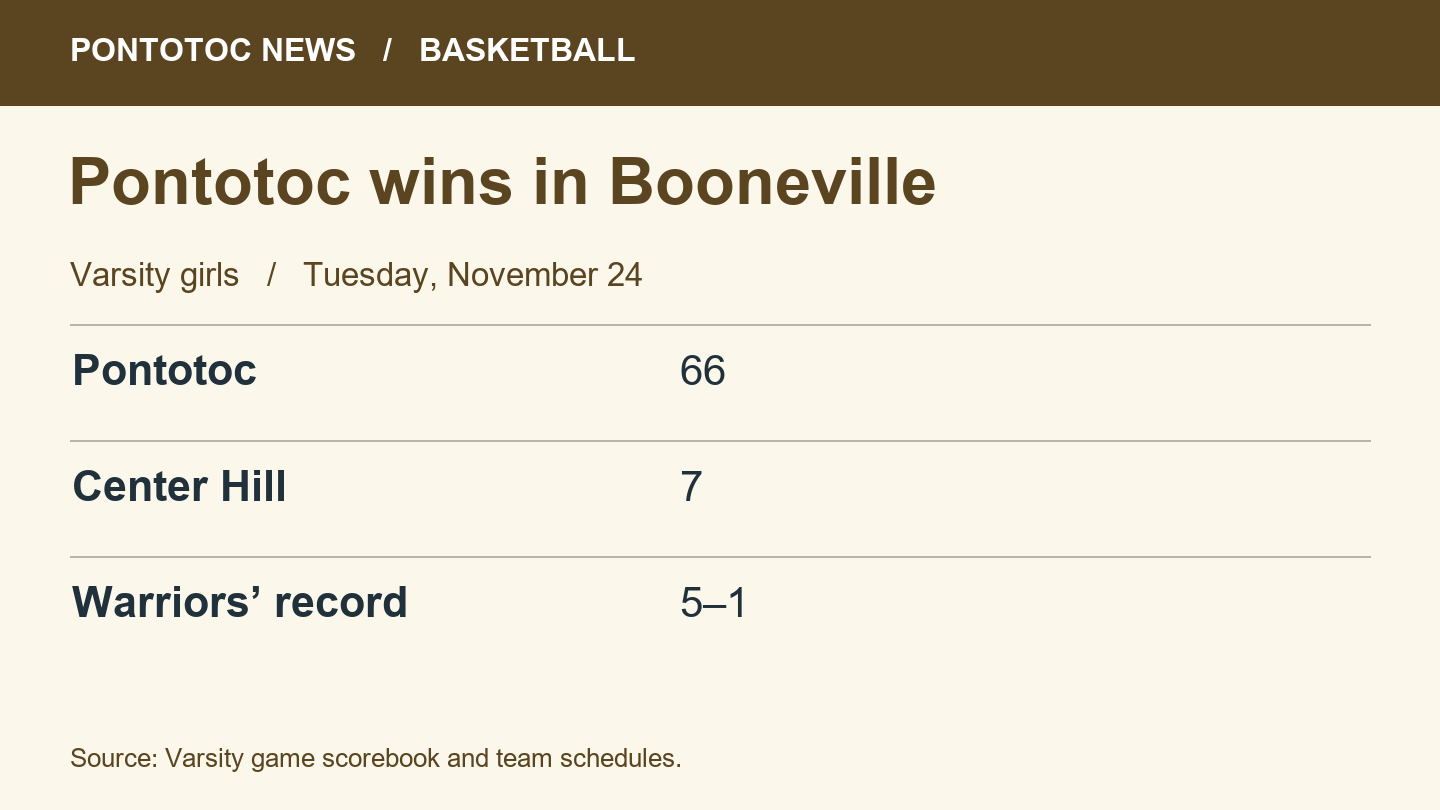 PONTOTOC NEWS / BASKETBALL
Pontotoc wins in Booneville
Varsity girls / Tuesday, November 24
Pontotoc 66
Center Hill 7
Warriors’ record 5–1
Source: Varsity game scorebook and team schedules.